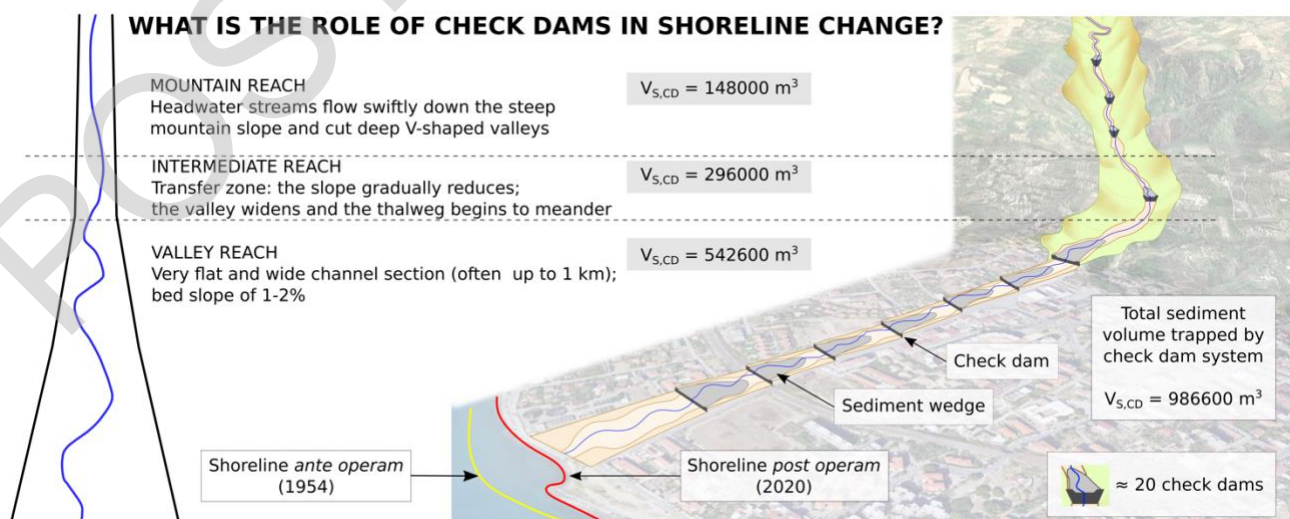 WHAT IS THE ROLE OF CHECK DAMS IN SHORELINE CHANGE?
MOUNTAIN REACH
Headwater streams flow swiftly down the steep
mountain slope and cut deep V-shaped valleys
V_S,CD = 148000 m³
INTERMEDIATE REACH
Transfer zone: the slope gradually reduces;
the valley widens and the thalweg begins to meander
V_S,CD = 296000 m³
VALLEY REACH
Very flat and wide channel section (often up to 1 km);
bed slope of 1-2%
V_S,CD = 542600 m³
Total sediment
volume trapped by
check dam system
V_S,CD = 986600 m³
Check dam
Sediment wedge
Shoreline ante operam
(1954)
Shoreline post operam
(2020)
≈ 20 check dams
POS